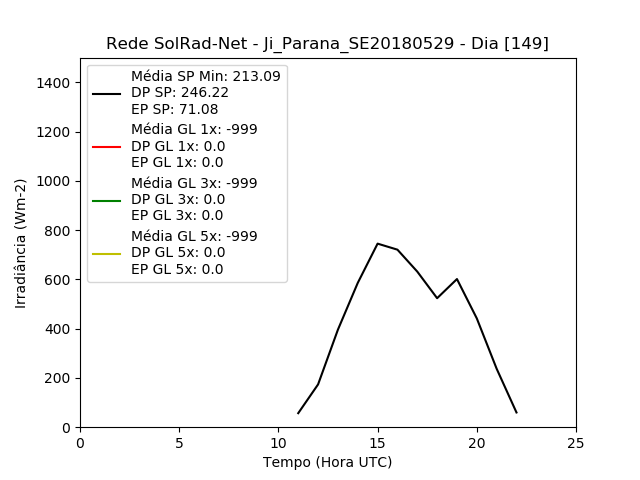 Rede SolRad-Net - Ji_Parana_SE20180529 - Dia [149]
Média SP Min: 213.09
DP SP: 246.22
EP SP: 71.08
Média GL 1x: -999
DP GL 1x: 0.0
EP GL 1x: 0.0
Média GL 3x: -999
DP GL 3x: 0.0
EP GL 3x: 0.0
Média GL 5x: -999
DP GL 5x: 0.0
EP GL 5x: 0.0
Irradiância (Wm-2)
1400
1200
1000
800
600
400
200
0
0 5 10 15 20 25
Tempo (Hora UTC)